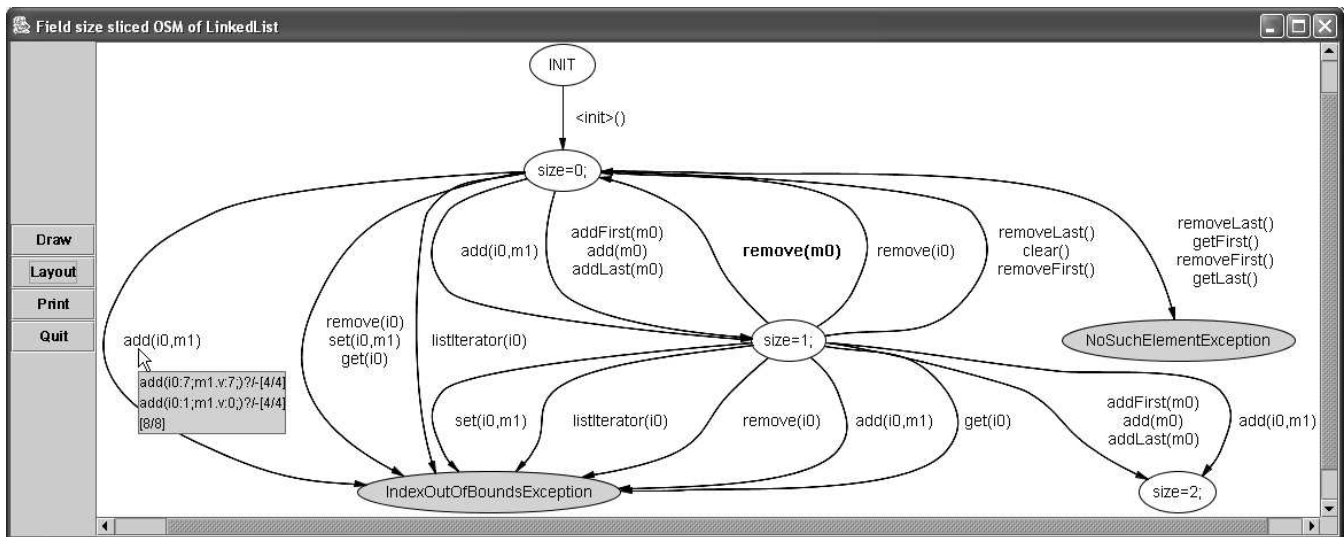 Field size sliced OSM of LinkedList
Draw
Layout
Print
Quit
INIT
<init>()
size=0;
add(i0,m1)
addFirst(m0)
add(m0)
addLast(m0)
remove(m0)
remove(i0)
removeLast()
clear()
removeFirst()
removeLast()
getFirst()
removeFirst()
getLast()
add(i0,m1)
remove(i0)
set(i0,m1)
get(i0)
listIterator(i0)
size=1;
NoSuchElementException
add(i0:7;m1.v:7;)?/-[4/4]
add(i0:1;m1.v:0;)?/-[4/4]
[8/8]
set(i0,m1)
listIterator(i0)
remove(i0)
add(i0,m1)
get(i0)
addFirst(m0)
add(m0)
addLast(m0)
add(i0,m1)
IndexOutOfBoundsException
size=2;